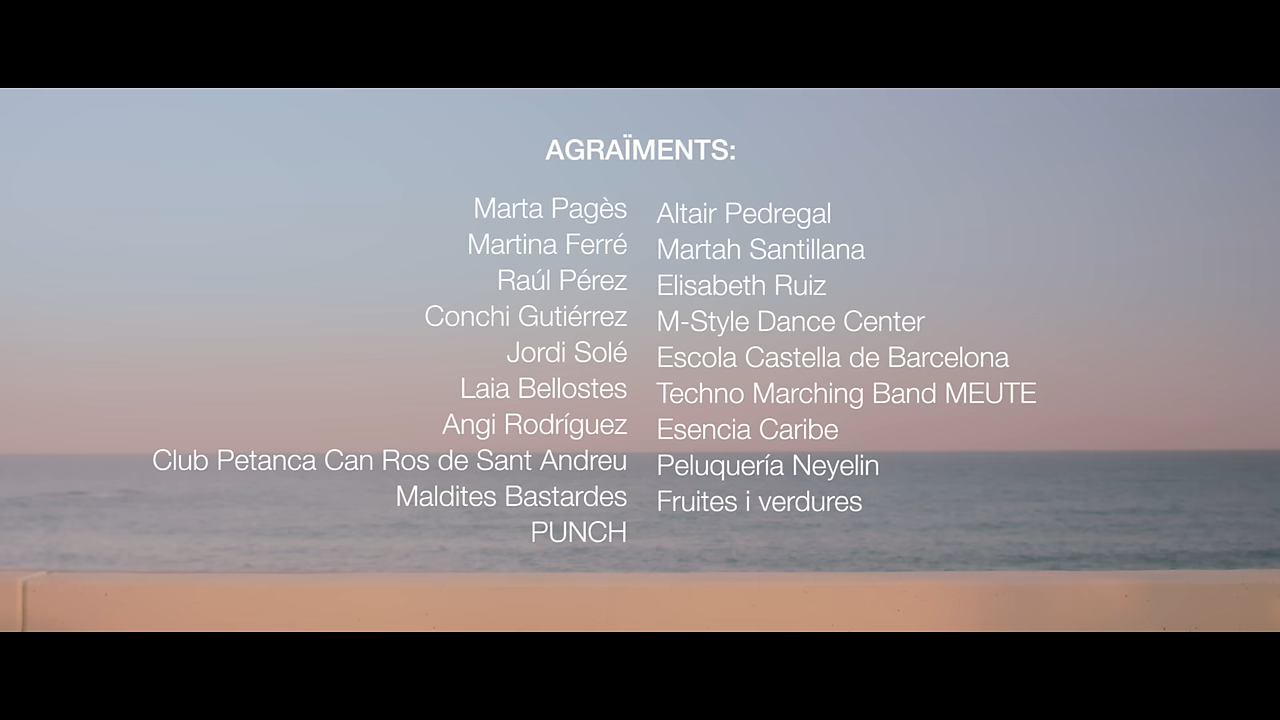 AGRAÏMENTS:
Marta Pagès
Martina Ferré
Raúl Pérez
Conchi Gutiérrez
Jordi Solé
Laia Bellostes
Angi Rodríguez
Club Petanca Can Ros de Sant Andreu
Maldites Bastardes
PUNCH
Altair Pedregal
Martah Santillana
Elisabeth Ruiz
M-Style Dance Center
Escola Castella de Barcelona
Techno Marching Band MEUTE
Esencia Caribe
Peluquería Neyelin
Fruites i verdures